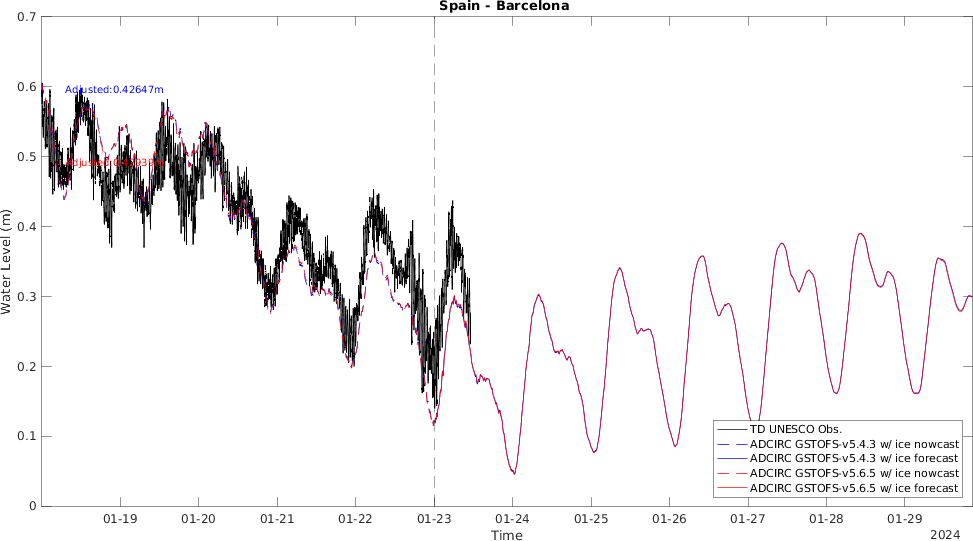 Spain - Barcelona
0.7
0.6
0.5
0.4
0.3
0.2
0.1
0
Water Level (m)
Adjusted:0.42647m
01-19
01-20
01-21
01-22
01-23
01-24
01-25
01-26
01-27
01-28
01-29
Time
2024
TD UNESCO Obs.
ADCIRC GSTOFS-v5.4.3 w/ ice nowcast
ADCIRC GSTOFS-v5.4.3 w/ ice forecast
ADCIRC GSTOFS-v5.6.5 w/ ice nowcast
ADCIRC GSTOFS-v5.6.5 w/ ice forecast